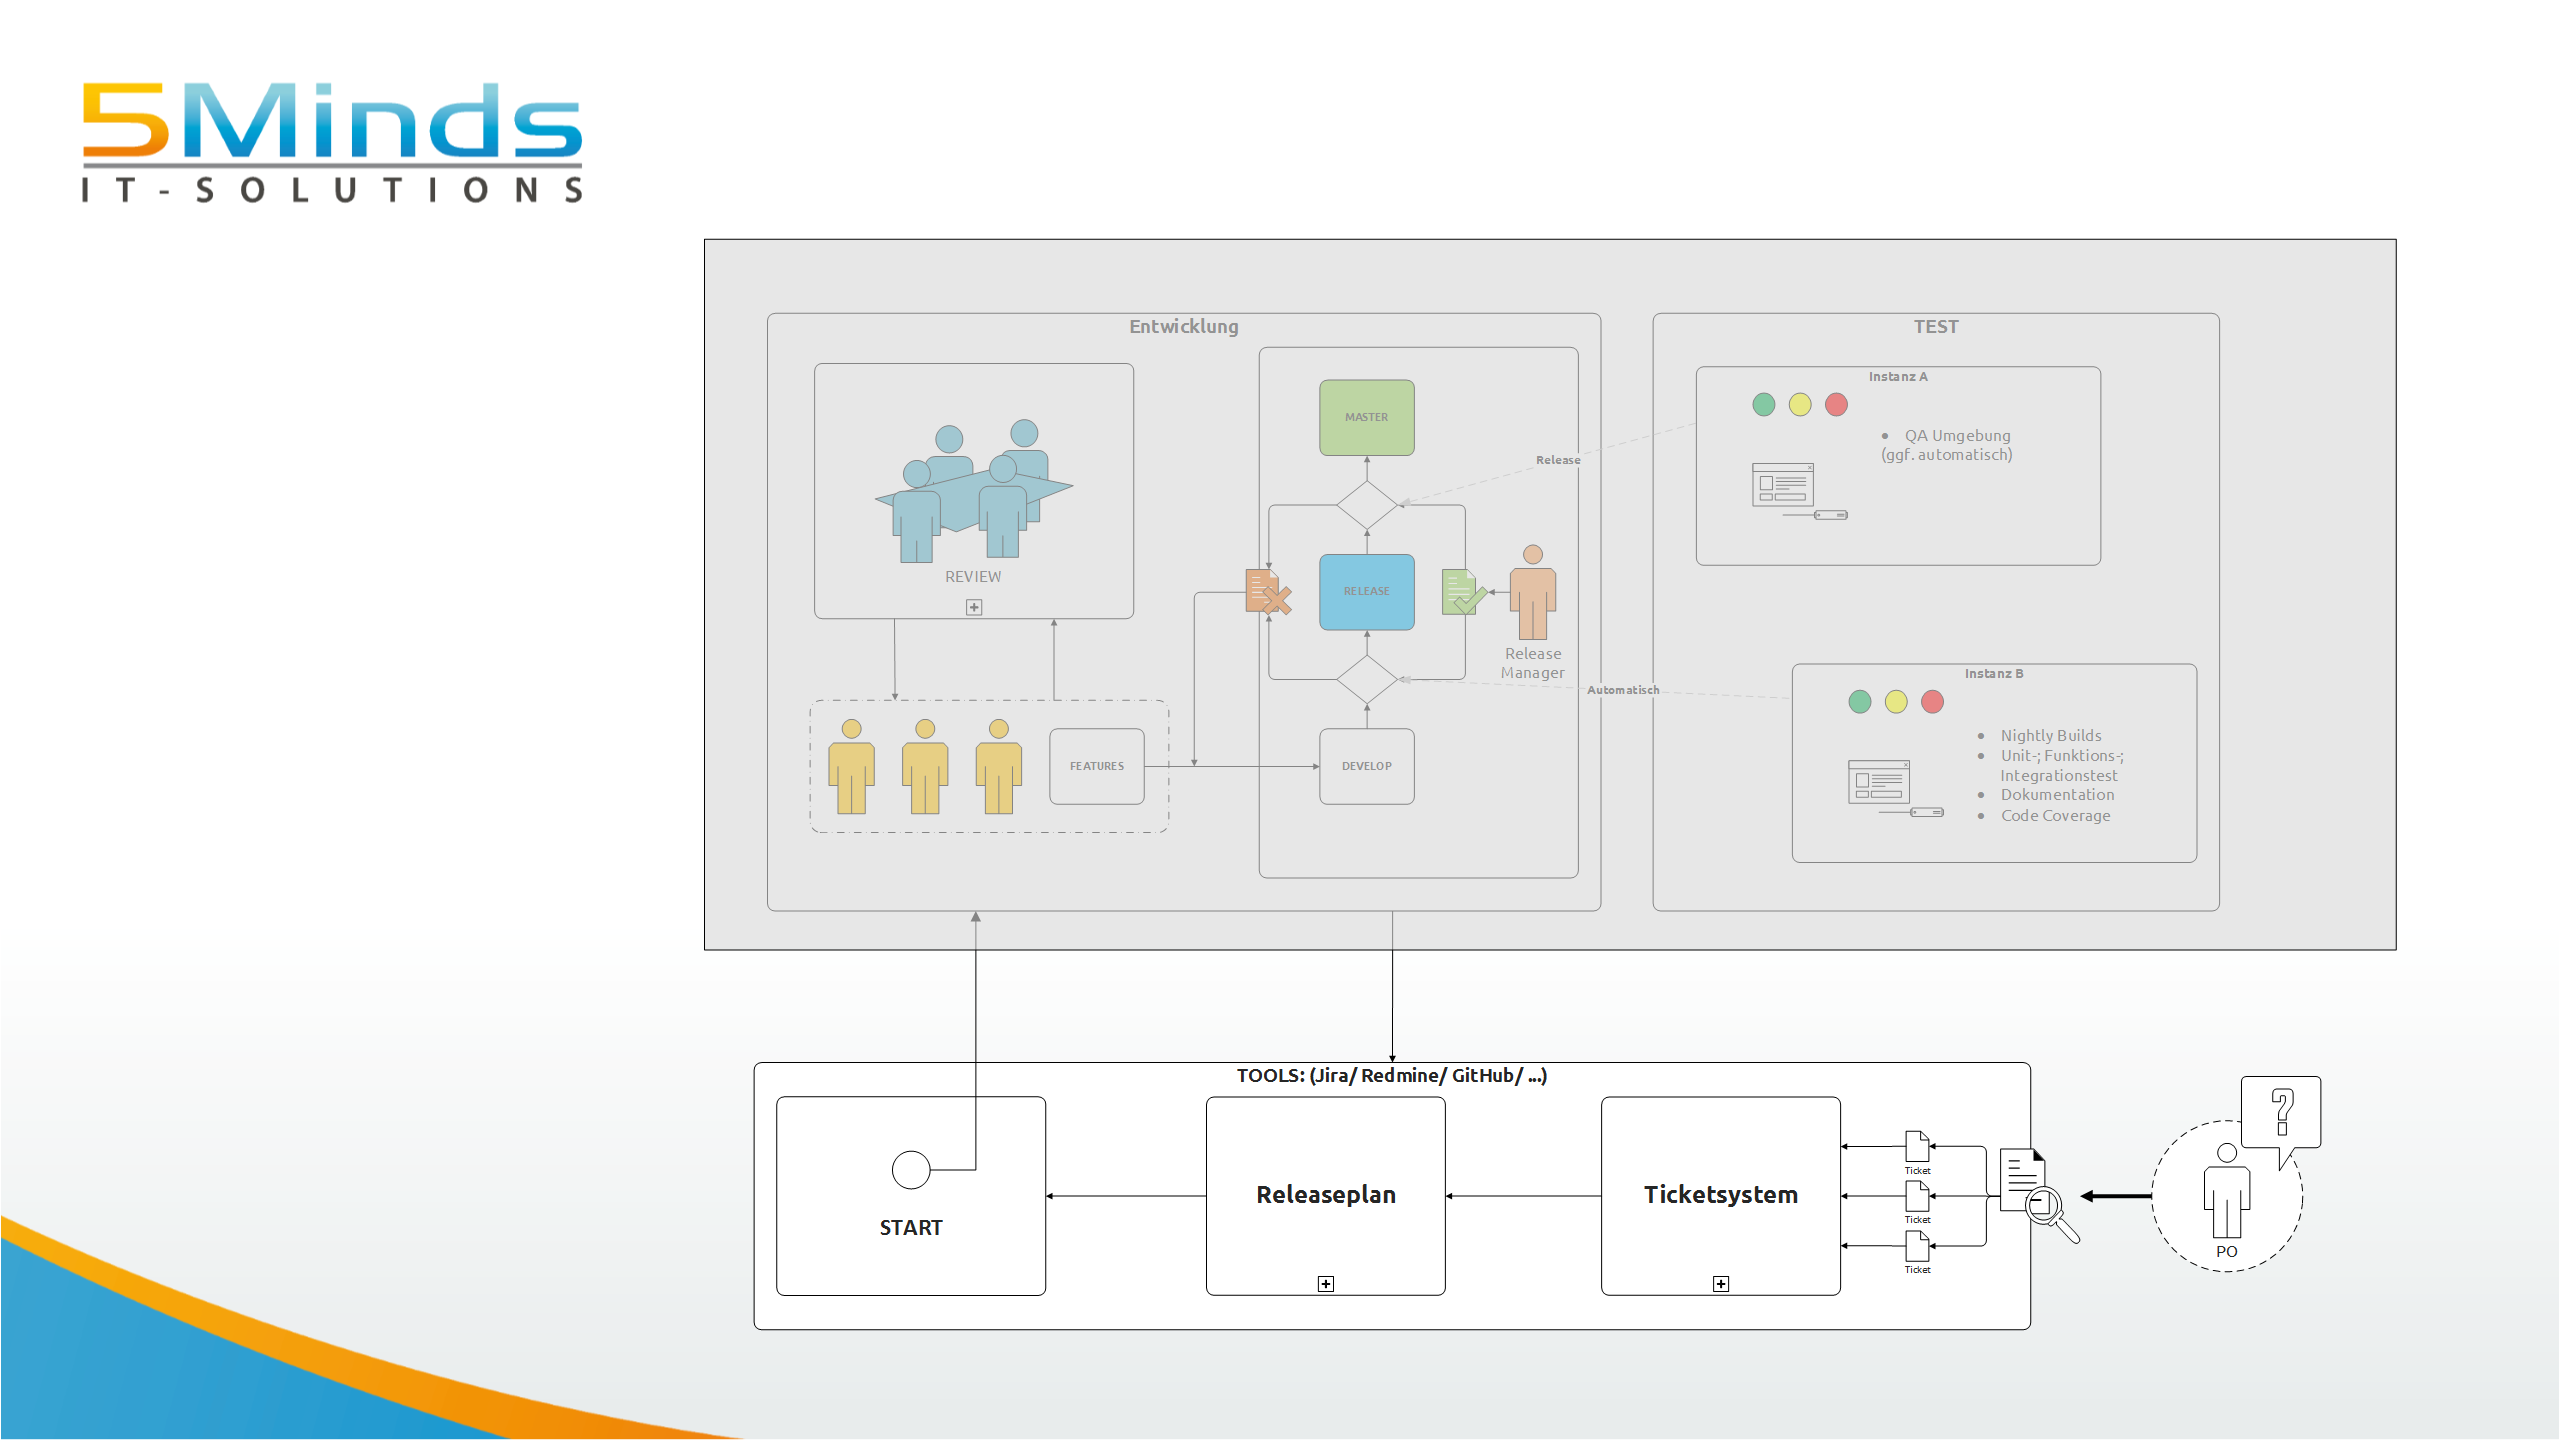 5Minds
IT-SOLUTIONS
Entwicklung
REVIEW
FEATURES
MASTER
RELEASE
DEVELOP
Release
Manager
Release
Automatisch
TEST
Instanz A
• QA Umgebung
(ggf. automatisch)
Instanz B
• Nightly Builds
• Unit-; Funktions-;
Integrationstest
• Dokumentation
• Code Coverage
TOOLS: (Jira/ Redmine/ GitHub/ ...)
START
Releaseplan
Ticketsystem
Ticket
Ticket
Ticket
?
PO